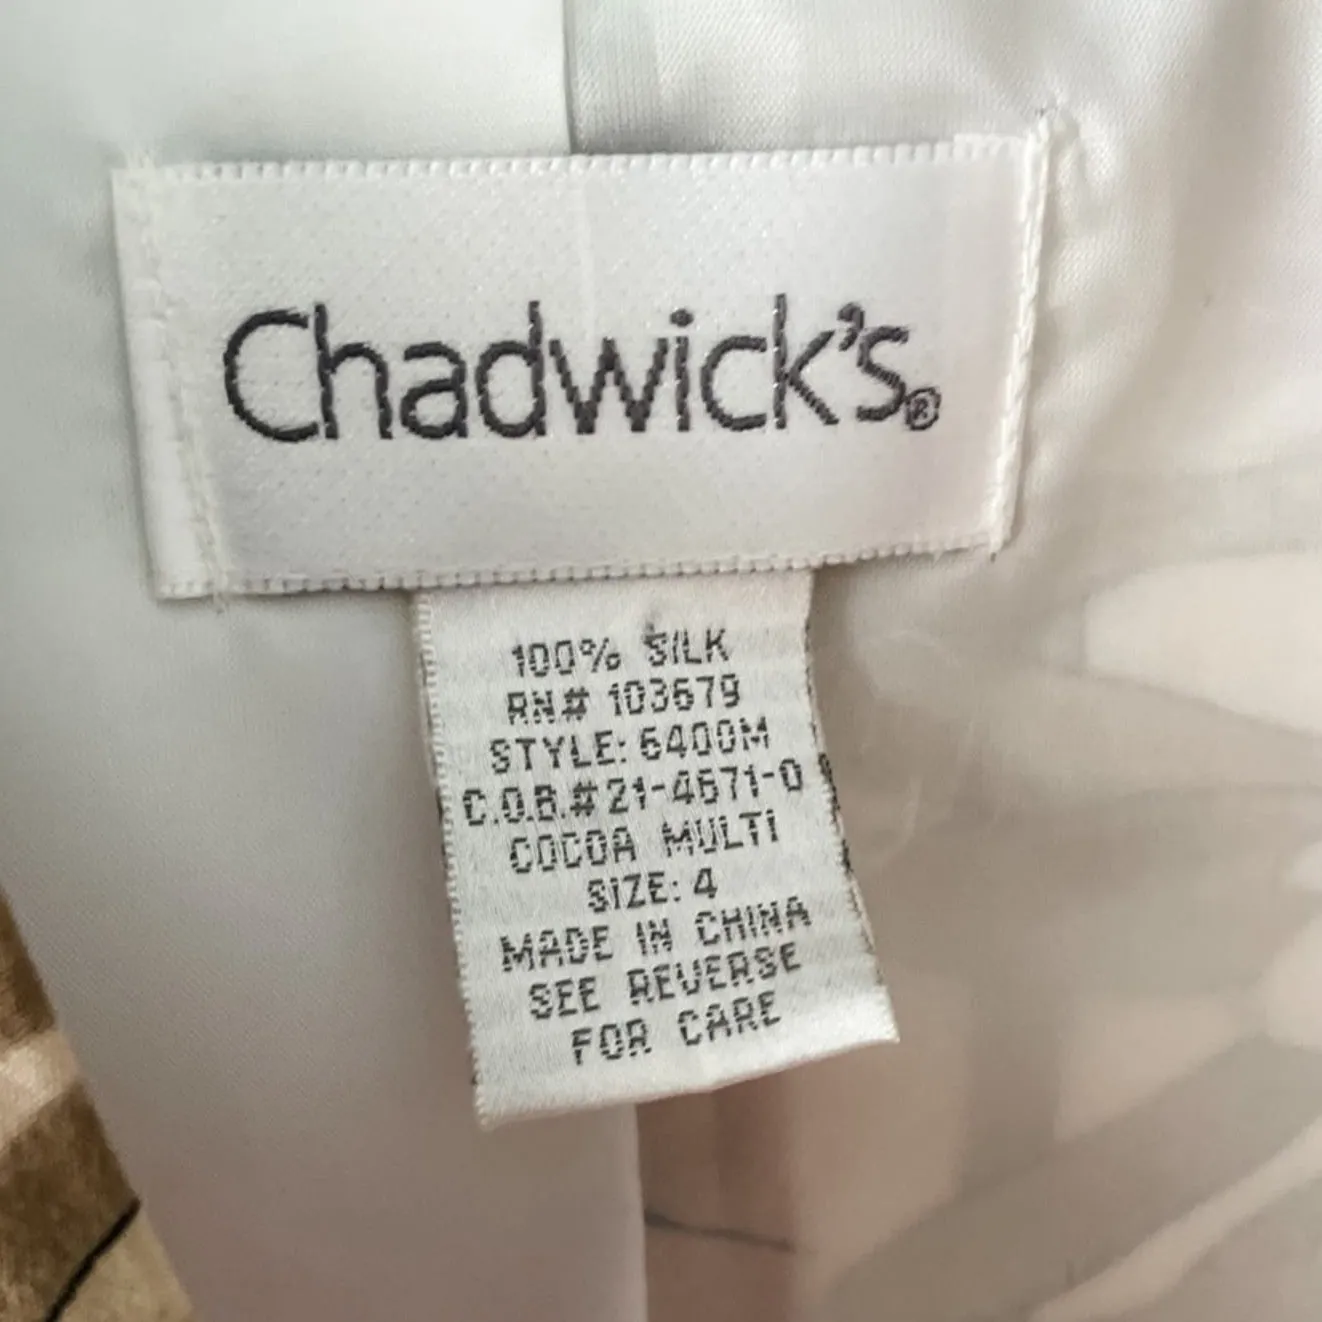 Chadwick's®
100% SILK
RN# 103679
STYLE: 6400M
C.O.B.# 21-4671-0
COCOA MULTI
SIZE: 4
MADE IN CHINA
SEE REVERSE
FOR CARE